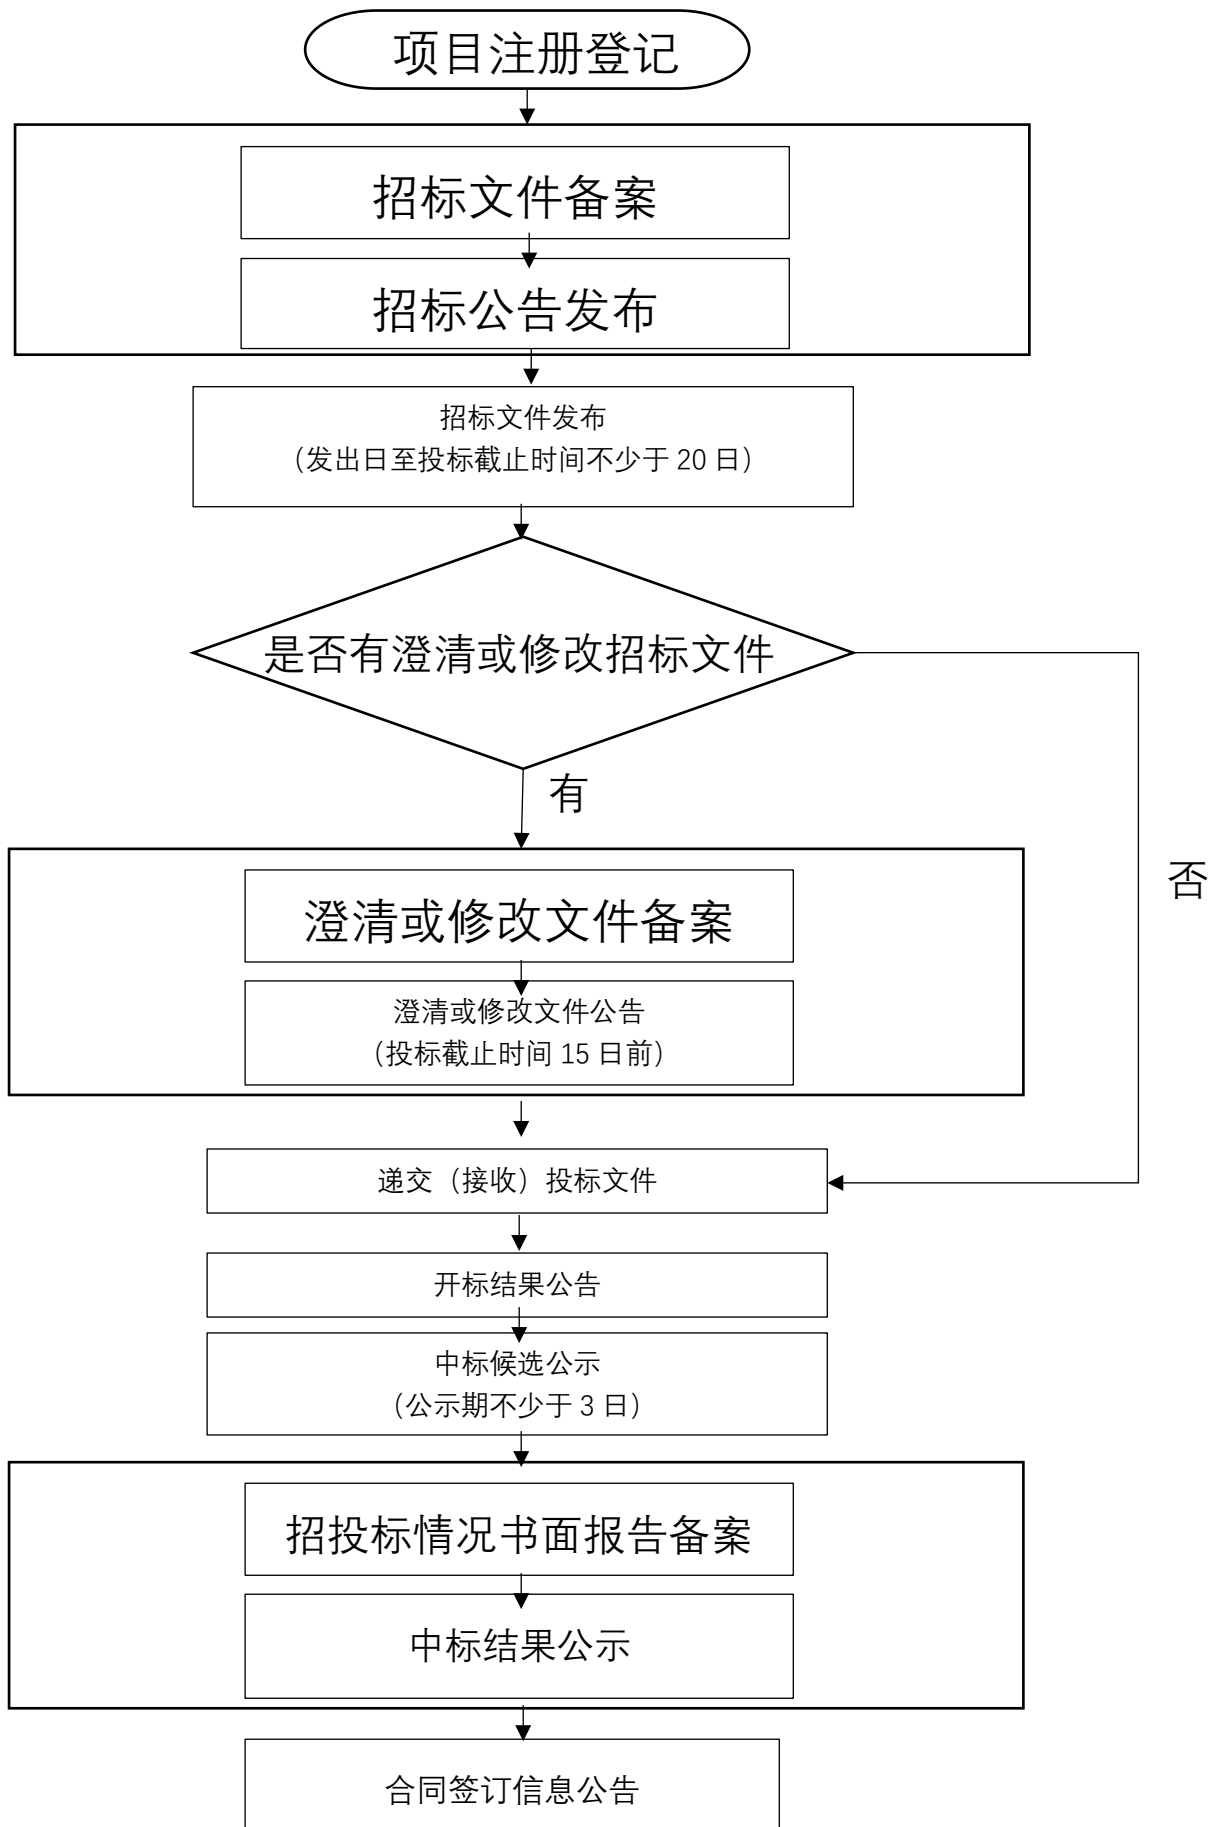 项目注册登记
招标文件备案
招标公告发布
招标文件发布
（发出日至投标截止时间不少于 20 日）
是否有澄清或修改招标文件
有
否
澄清或修改文件备案
澄清或修改文件公告
（投标截止时间 15 日前）
递交（接收）投标文件
开标结果公告
中标候选公示
（公示期不少于 3 日）
招投标情况书面报告备案
中标结果公示
合同签订信息公告